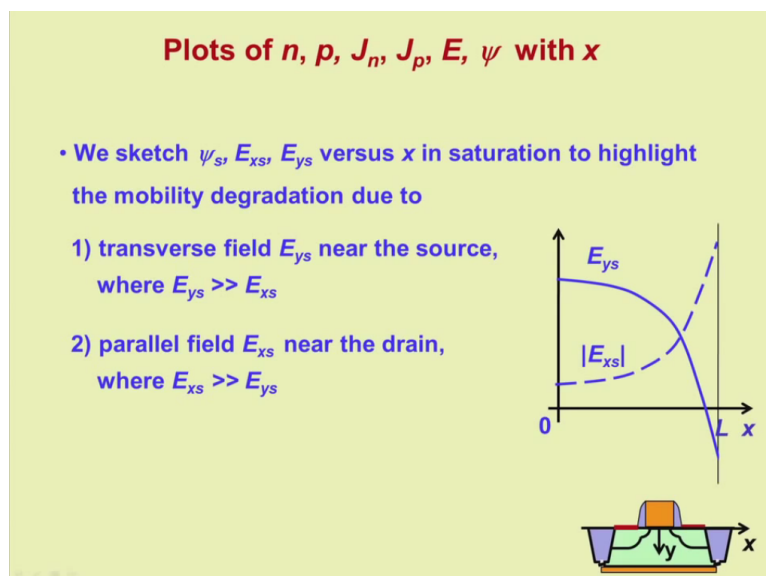 Plots of n, p, Jn, Jp, E, ψ with x
• We sketch ψs, Exs, Eys versus x in saturation to highlight
the mobility degradation due to
1) transverse field Eys near the source,
where Eys >> Exs
2) parallel field Exs near the drain,
where Exs >> Eys
Eys
|Exs|
0
L x
x
y